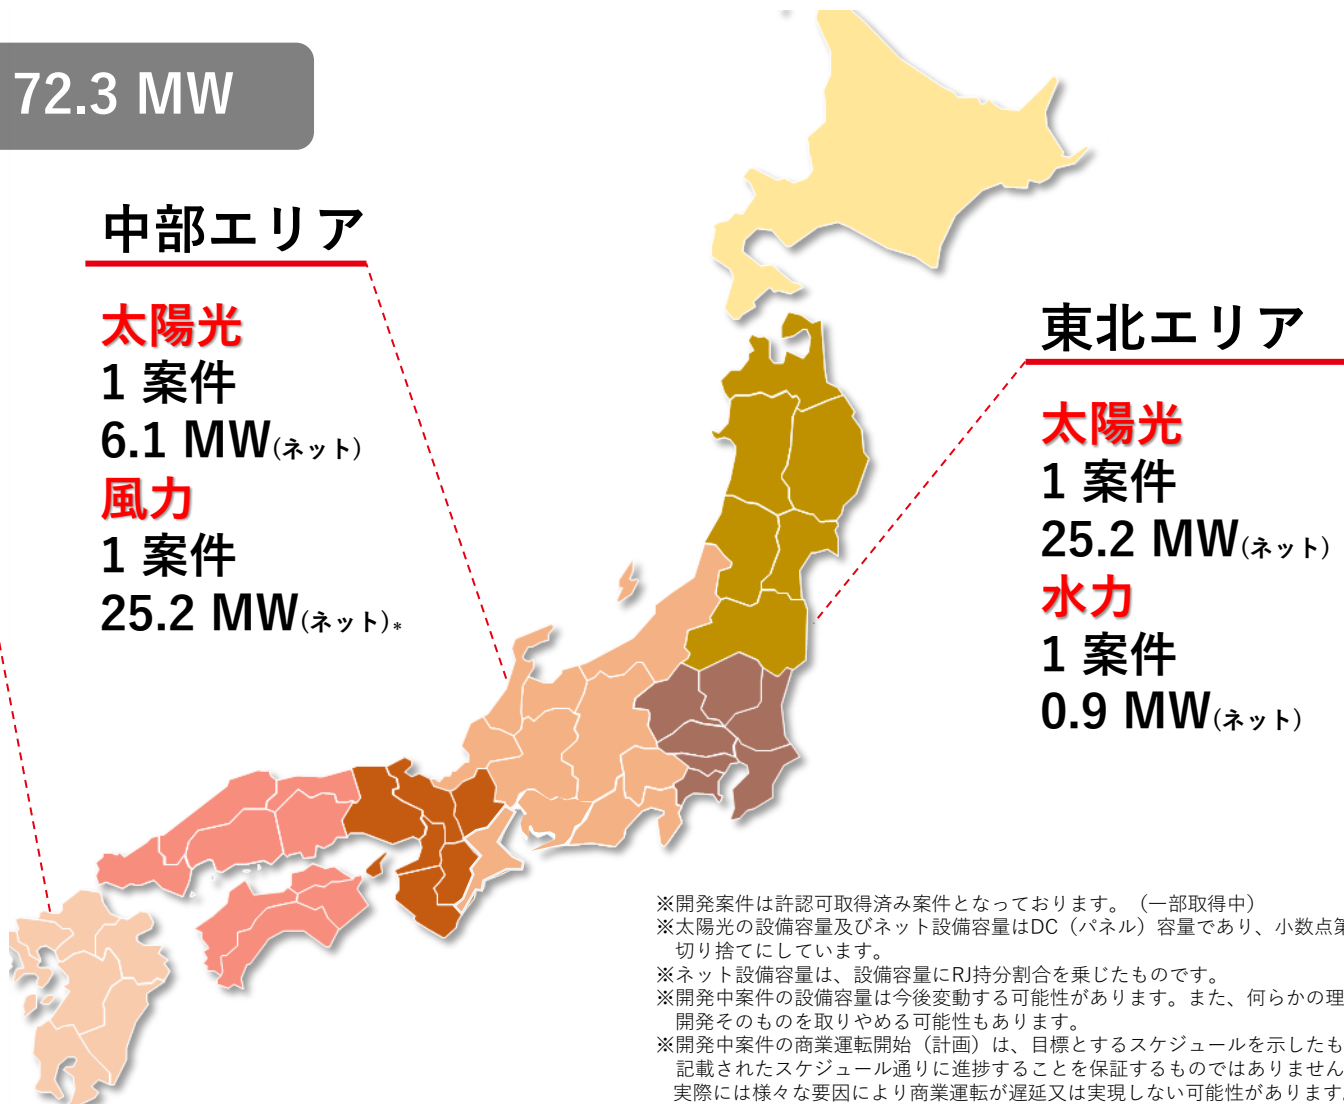 72.3 MW
中部エリア
太陽光
1 案件
6.1 MW(ネット)
風力
1 案件
25.2 MW(ネット)*
東北エリア
太陽光
1 案件
25.2 MW(ネット)
水力
1 案件
0.9 MW(ネット)
※開発案件は許認可取得済み案件となっております。（一部取得中）
※太陽光の設備容量及びネット設備容量はDC（パネル）容量であり、小数点第
切り捨てにしています。
※ネット設備容量は、設備容量にRJ持分割合を乗じたものです。
※開発中案件の設備容量は今後変動する可能性があります。また、何らかの理
開発そのものを取りやめる可能性もあります。
※開発中案件の商業運転開始（計画）は、目標とするスケジュールを示したも
記載されたスケジュール通りに進捗することを保証するものではありません
実際には様々な要因により商業運転が遅延又は実現しない可能性があります